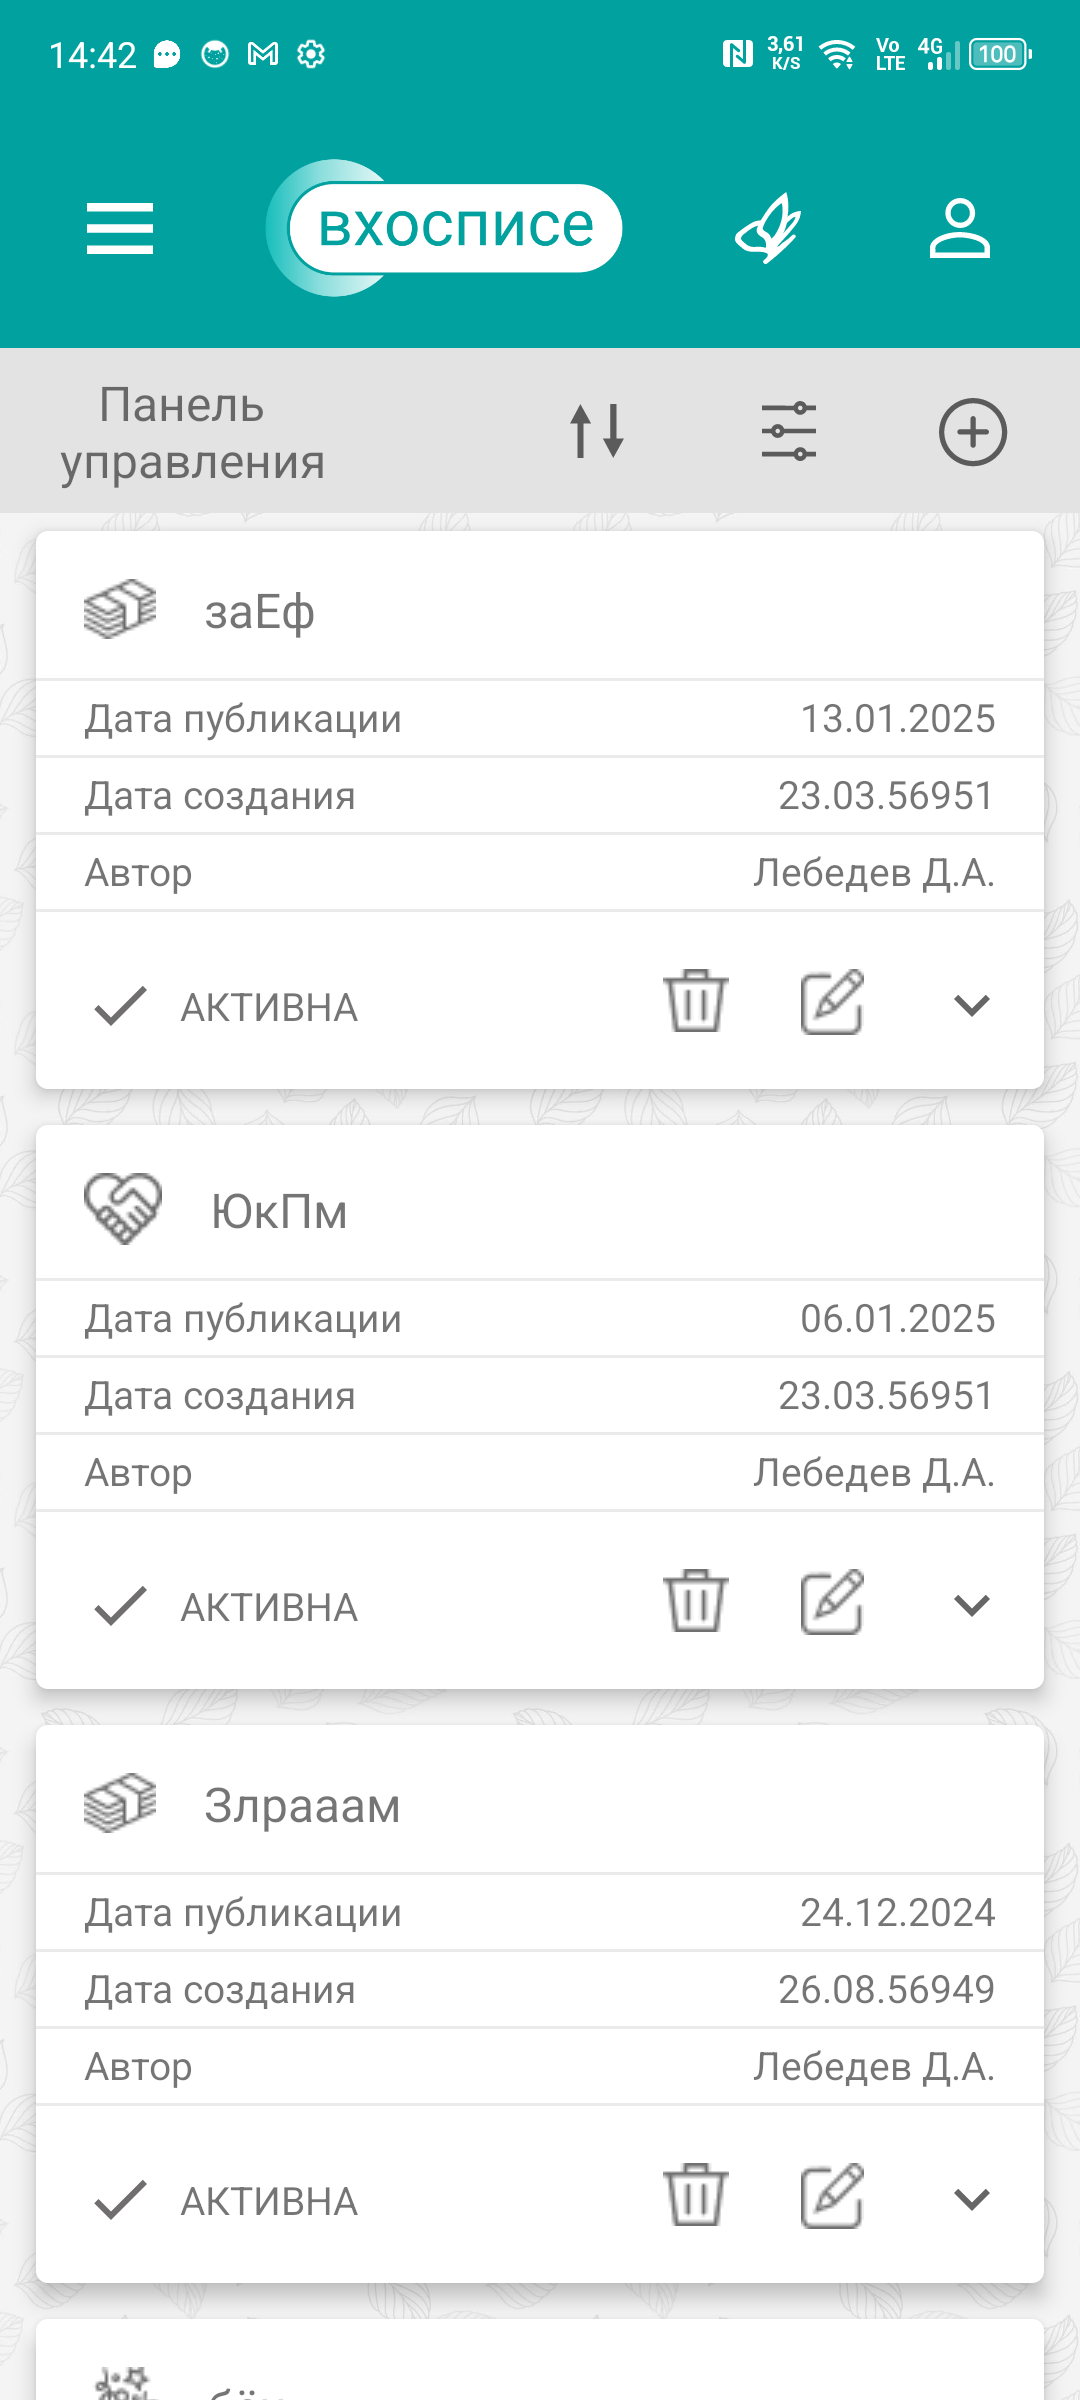 14:42
3,61 K/S
Vo LTE
4G
100
вхосписе
Панель
управления
заЕф
Дата публикации 13.01.2025
Дата создания 23.03.56951
Автор Лебедев Д.А.
АКТИВНА
ЮкПм
Дата публикации 06.01.2025
Дата создания 23.03.56951
Автор Лебедев Д.А.
АКТИВНА
Злрааам
Дата публикации 24.12.2024
Дата создания 26.08.56949
Автор Лебедев Д.А.
АКТИВНА